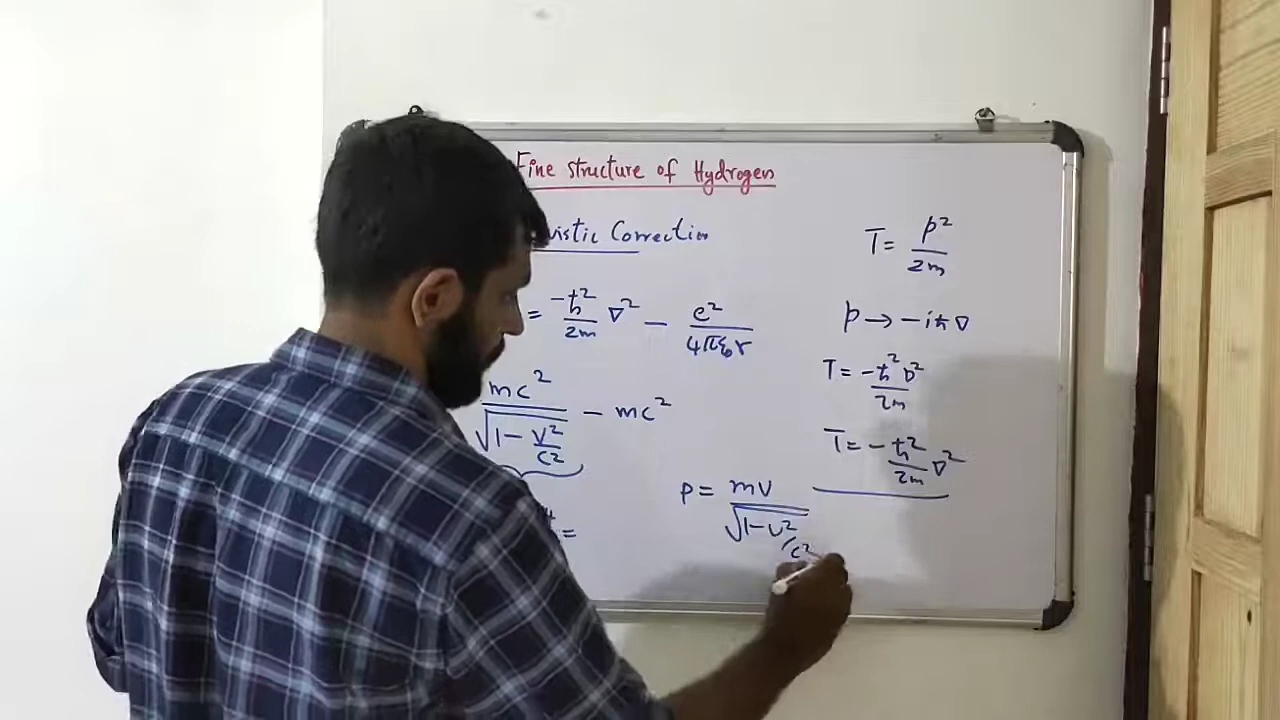 Fine structure of Hydrogen
Correction
= -ħ²/2m ∇² - e²/4πε₀r
mc²/√(1 - v²/c²) - mc²
=
T = p²/2m
p → -iħ∇
T = -ħ²∇²/2m
T = -ħ²/2m ∇²
p = mv/√(1 - v²/c²)